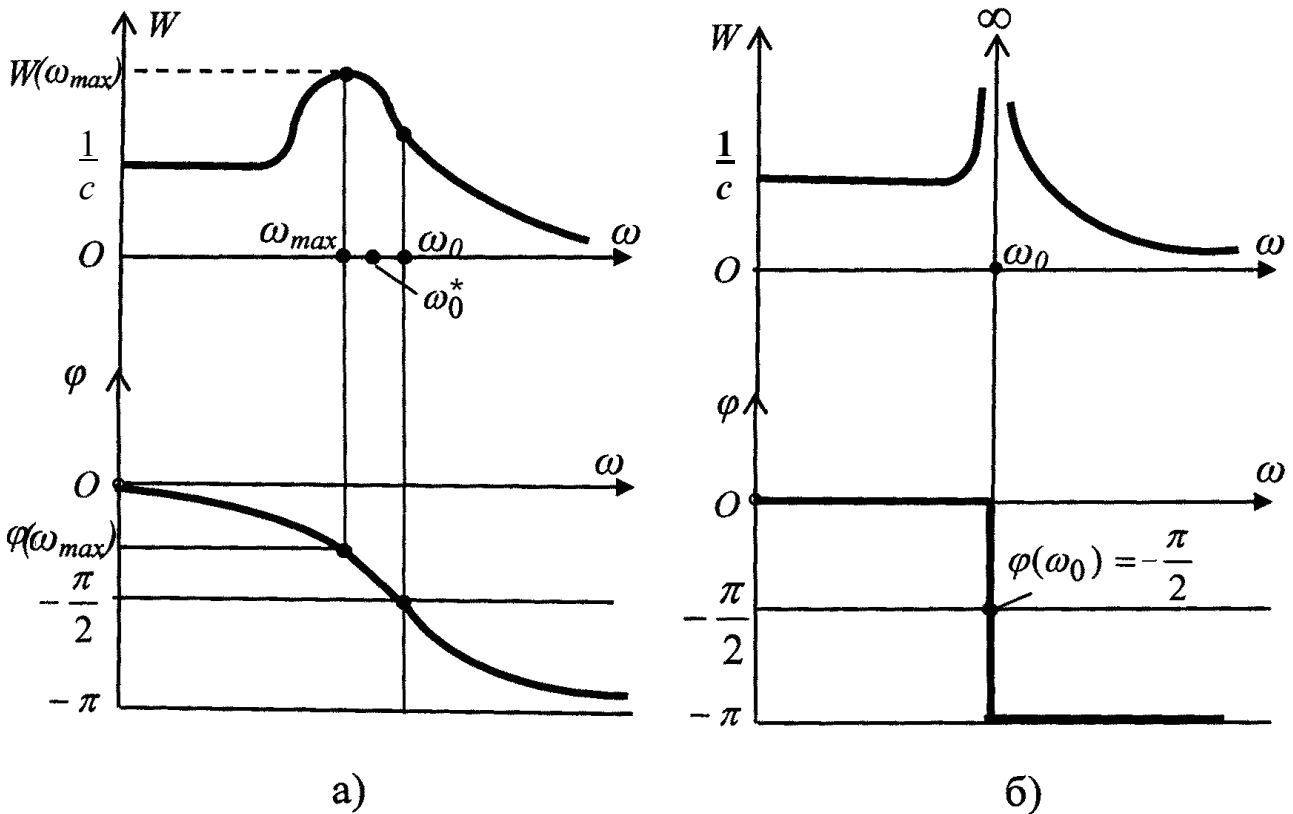 W
W(ω_max)
1
c
O
ω_max
ω_0
ω
ω_0^*
φ
ω
O
φ(ω_max)
- π/2
- π
а)
∞
W
1
c
O
ω_0
ω
φ
ω
O
φ(ω_0) = - π/2
- π/2
- π
б)